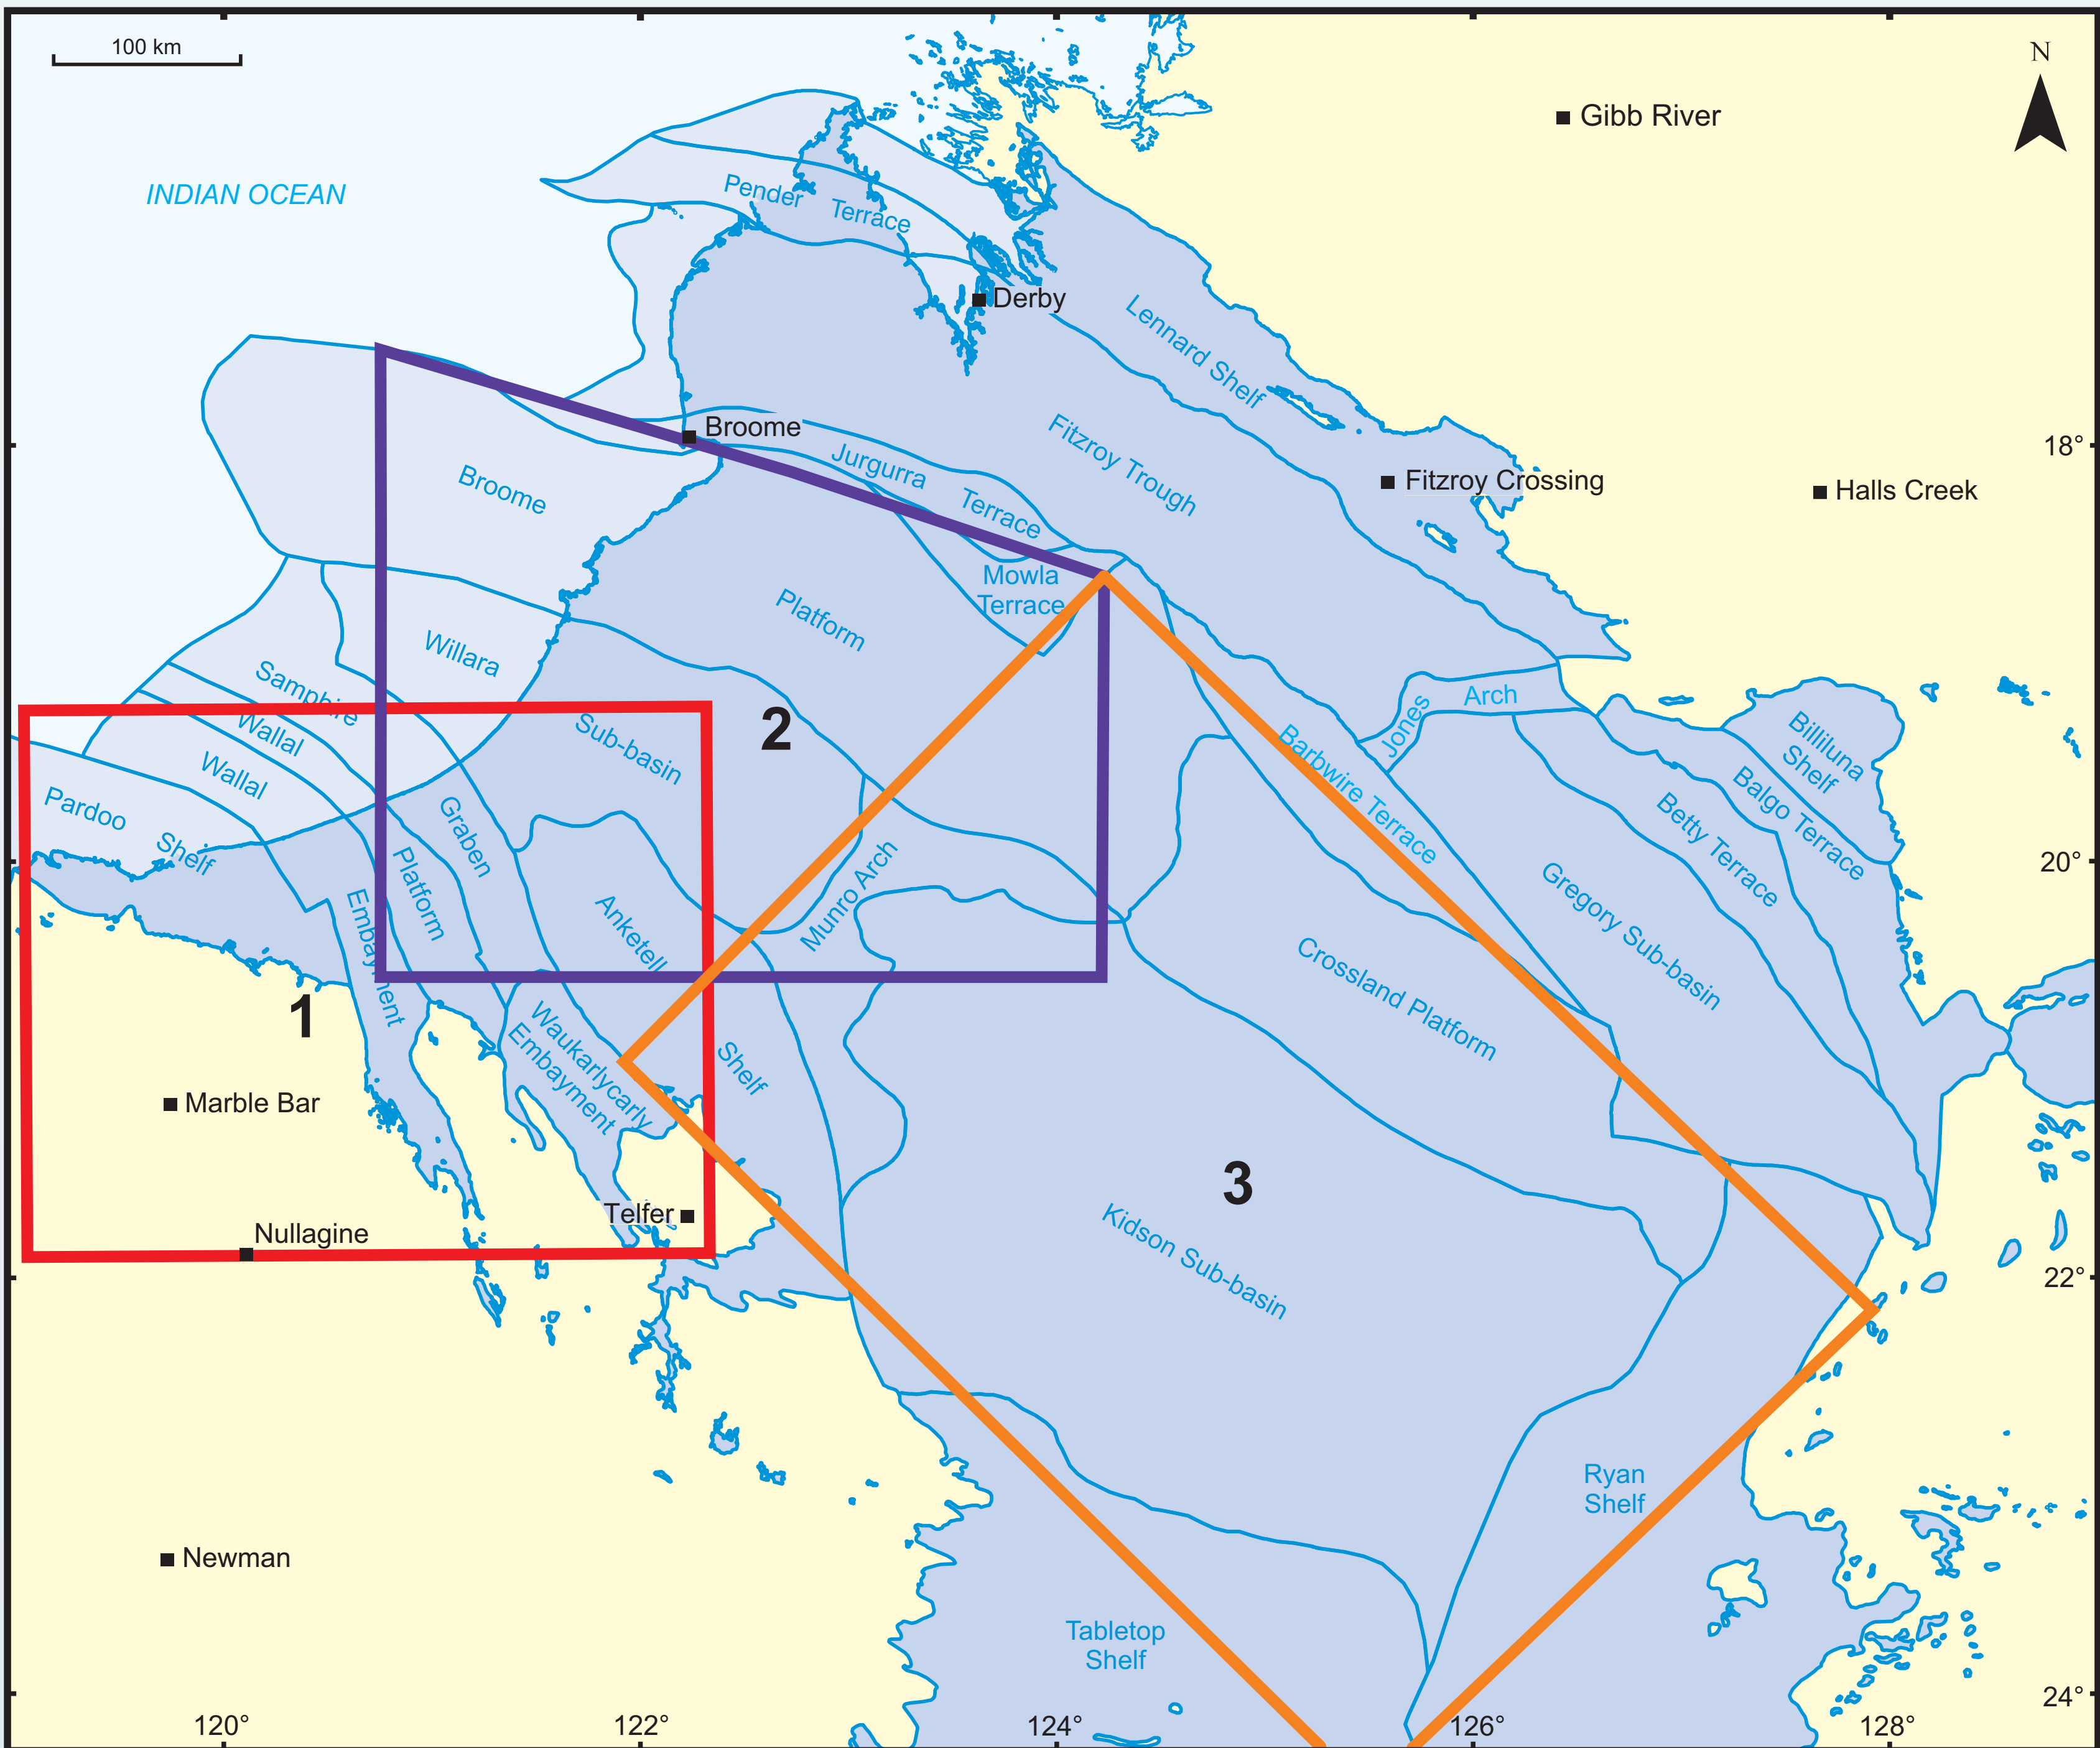 100 km
N
Gibb River
INDIAN OCEAN
Pender Terrace
Derby
Lennard Shelf
Broome
Fitzroy Trough
18°
Jurgurra Terrace
Fitzroy Crossing
Halls Creek
Broome
Platform
Mowla
Terrace
Willara
Sub-basin
Samphire
Graben
2
Jones Arch
Billiluna
Shelf
Balgo Terrace
Betty Terrace
Barbwire Terrace
Wallal
Platform
Wallal
Embayment
Pardoo
Shelf
20°
Munro Arch
Anketell
Shelf
Gregory Sub-basin
Crossland Platform
1
Waukarlycarly
Embayment
Marble Bar
3
Telfer
Nullagine
Kidson Sub-basin
22°
Ryan
Shelf
Newman
Tabletop
Shelf
24°
120°
122°
124°
126°
128°